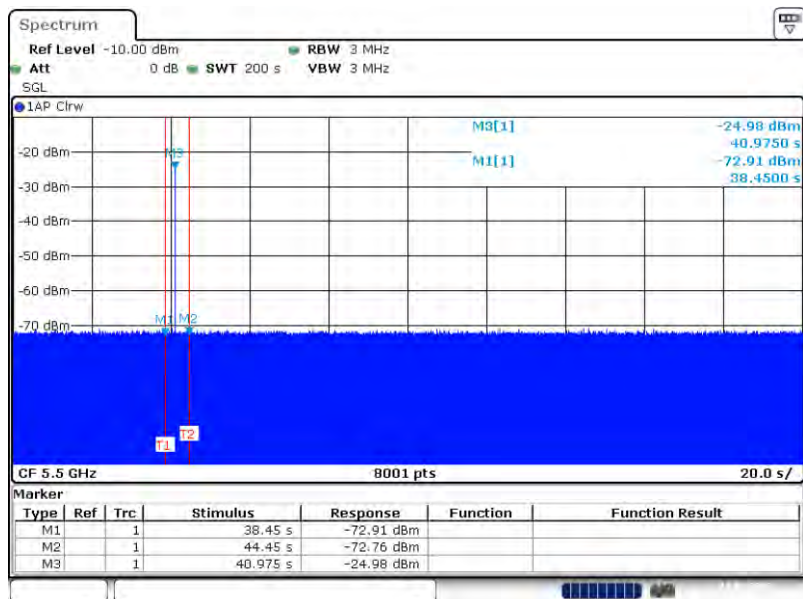 Spectrum
Ref Level -10.00 dBm RBW 3 MHz
Att 0 dB SWT 200 s VBW 3 MHz
SGL
1AP Clrw
M3[1] -24.98 dBm
40.9750 s
M1[1] -72.91 dBm
38.4500 s
-20 dBm
M3
-30 dBm
-40 dBm
-50 dBm
-60 dBm
-70 dBm
M1 M2
T1 T2
CF 5.5 GHz 8001 pts 20.0 s/
Marker
Type Ref Trc Stimulus Response Function Function Result
M1 1 38.45 s -72.91 dBm
M2 1 44.45 s -72.76 dBm
M3 1 40.975 s -24.98 dBm